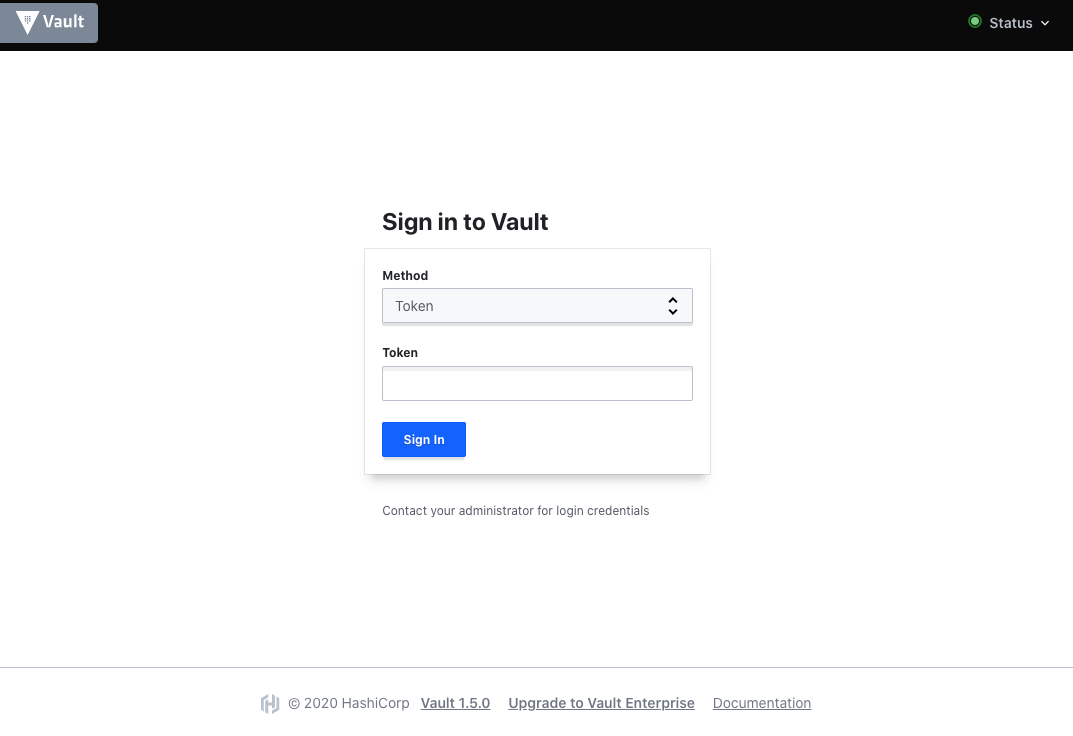 Vault
Status
Sign in to Vault
Method
Token
Token
Sign In
Contact your administrator for login credentials
© 2020 HashiCorp Vault 1.5.0 Upgrade to Vault Enterprise Documentation